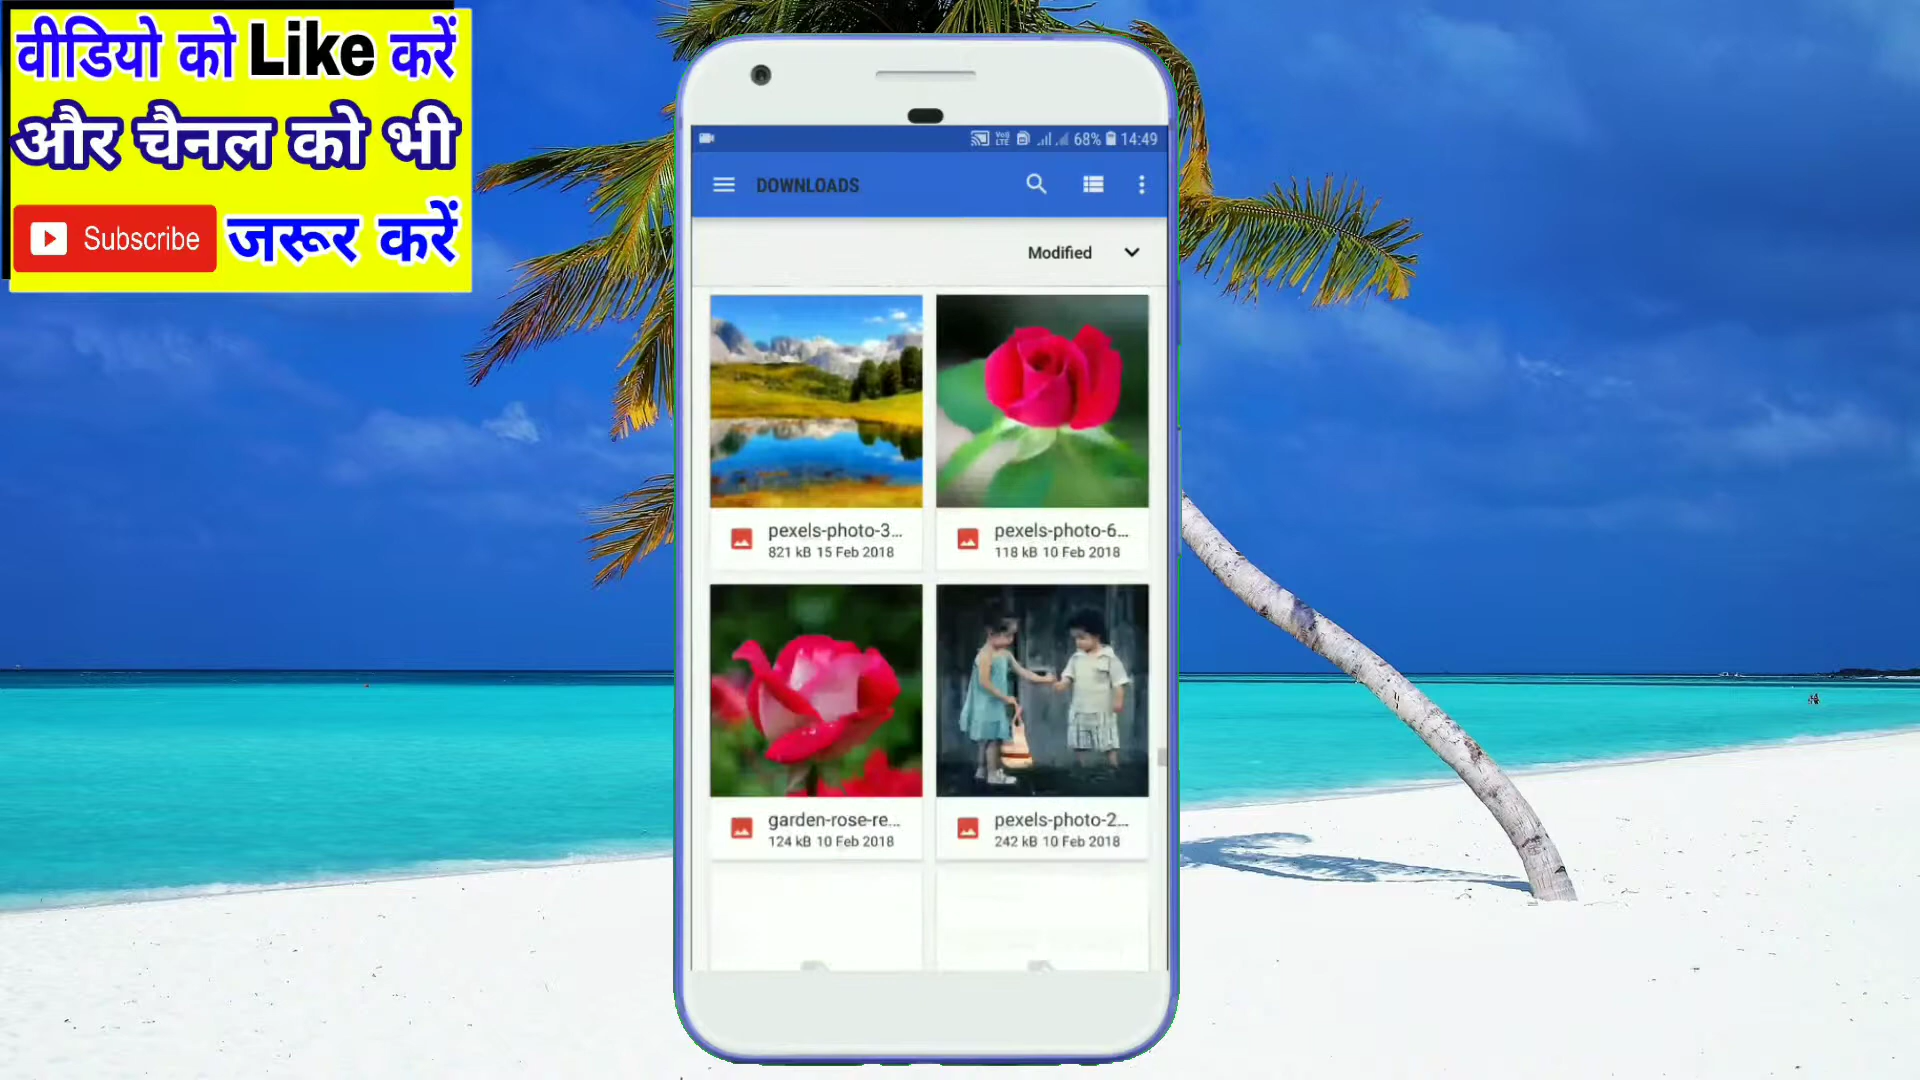 वीडियो को Like करें
और चैनल को भी
Subscribe जरूर करें
68% 14:49
DOWNLOADS
Modified
pexels-photo-3...
821 kB 15 Feb 2018
pexels-photo-6...
118 kB 10 Feb 2018
garden-rose-re...
124 kB 10 Feb 2018
pexels-photo-2...
242 kB 10 Feb 2018